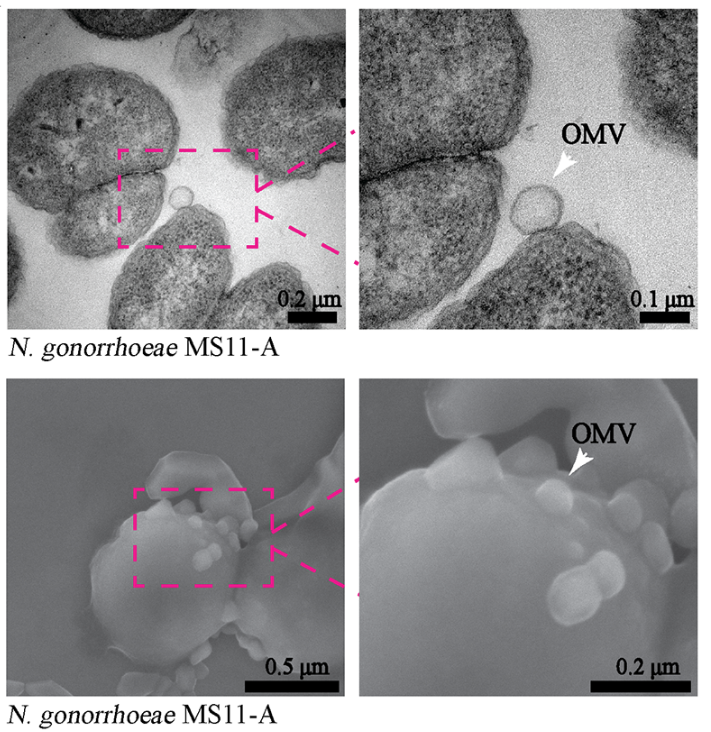 OMV
0.2 μm
0.1 μm
N. gonorrhoeae MS11-A
OMV
0.5 μm
0.2 μm
N. gonorrhoeae MS11-A